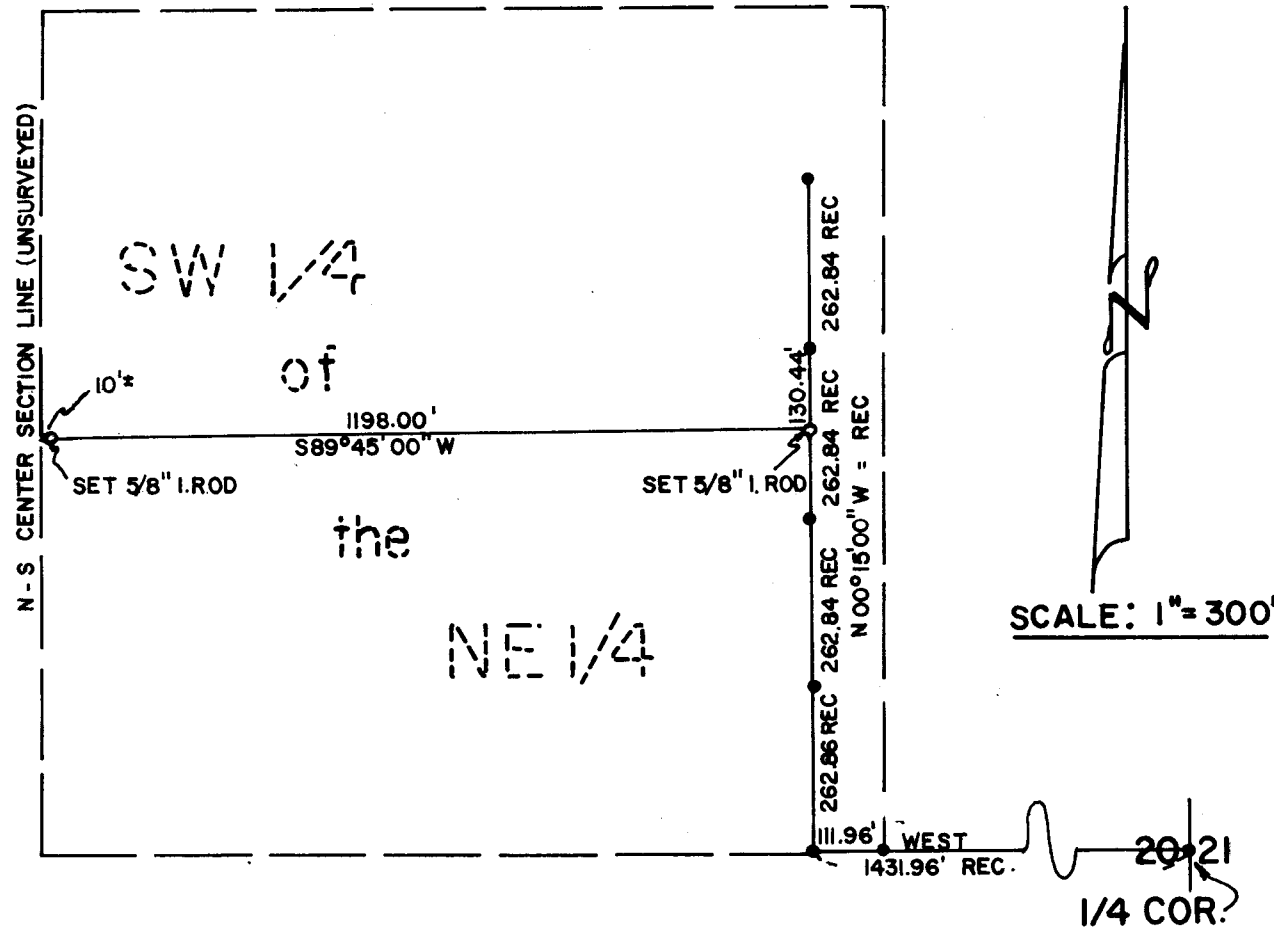 N - S CENTER SECTION LINE (UNSURVEYED)
SW 1/4
of
the
NE 1/4
10'±
1198.00'
S89°45'00"W
SET 5/8" I.ROD
SET 5/8" I. ROD
130.44'
262.84 REC
262.84 REC
262.84 REC
262.86 REC
N00°15'00"W = REC
111.96'
WEST
1431.96' REC.
20 21
1/4 COR.
N
SCALE: 1"=300'